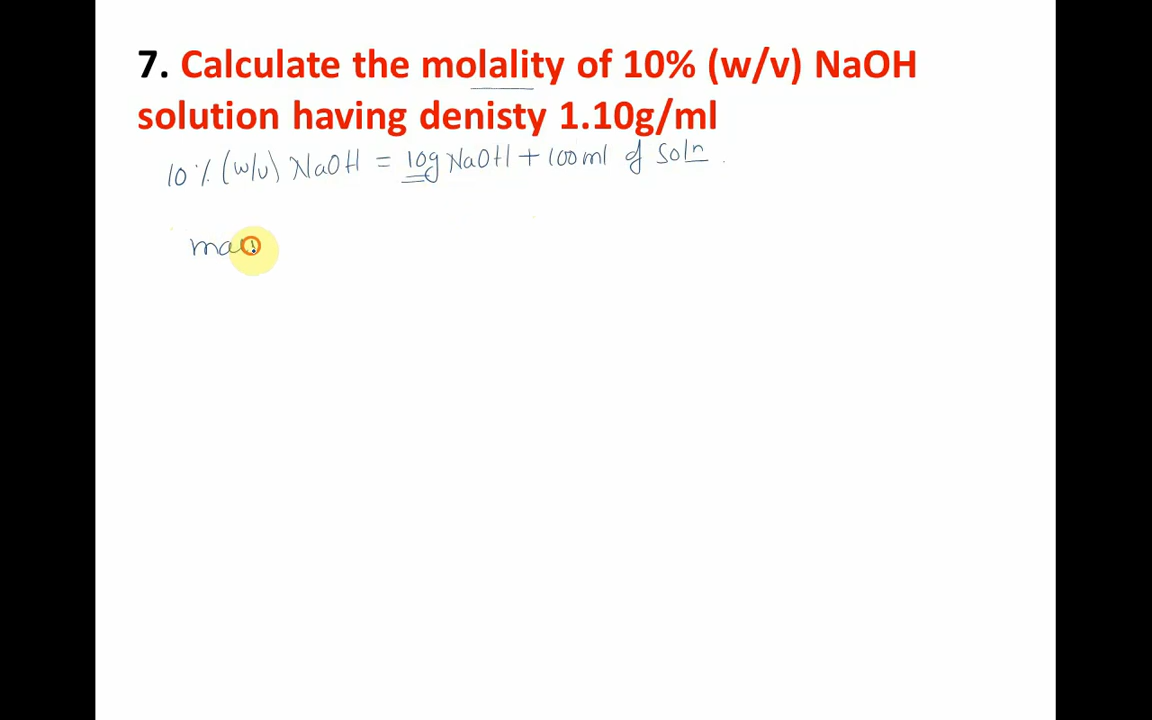 7. Calculate the molality of 10% (w/v) NaOH
solution having denisty 1.10g/ml
10% (w/v) NaOH = 10g NaOH + 100ml of Soln.